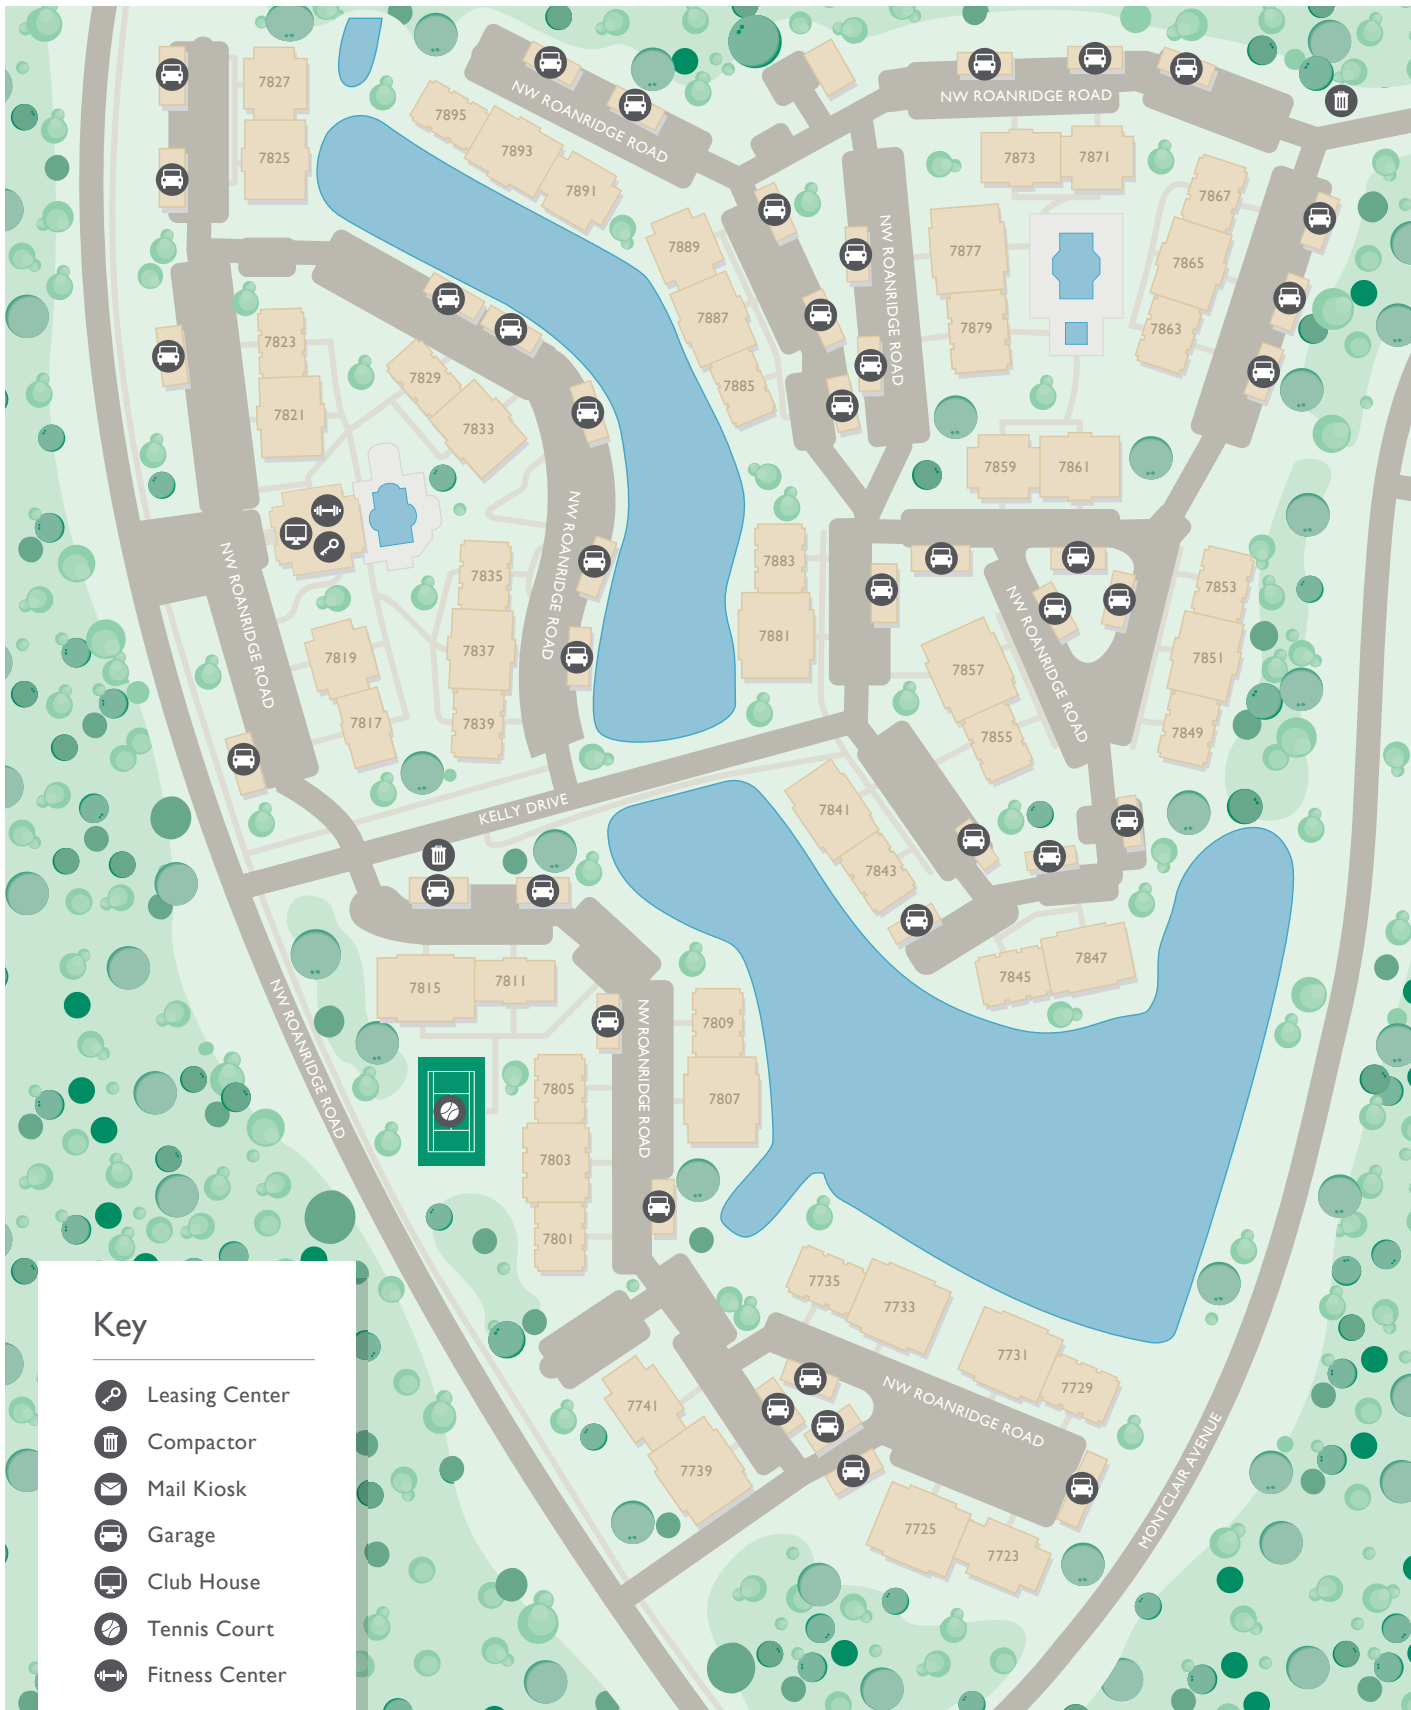 7827
7825
7895
7893
7891
NW ROANRIDGE ROAD
NW ROANRIDGE ROAD
7873
7871
7867
7865
7863
7877
7879
NW ROANRIDGE ROAD
7889
7887
7885
7823
7821
7829
7833
7859
7861
NW ROANRIDGE ROAD
NW ROANRIDGE ROAD
7835
7837
7839
7819
7817
7883
7881
7857
7855
NW ROANRIDGE ROAD
7853
7851
7849
KELLY DRIVE
7841
7843
7845
7847
7815
7811
NW ROANRIDGE ROAD
NW ROANRIDGE ROAD
7809
7807
7805
7803
7801
7735
7733
7731
7729
NW ROANRIDGE ROAD
7741
7739
7725
7723
MONTCLAIR AVENUE
Key
Leasing Center
Compactor
Mail Kiosk
Garage
Club House
Tennis Court
Fitness Center